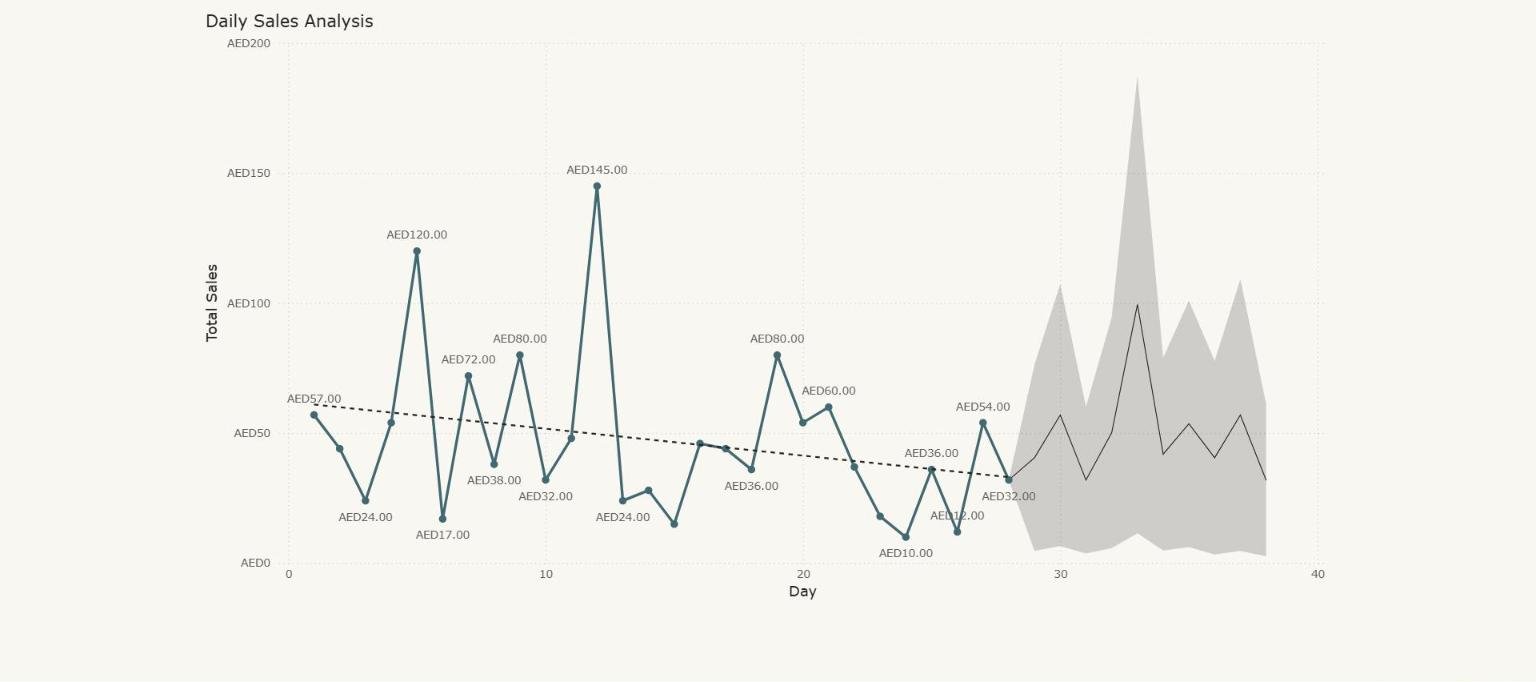 Daily Sales Analysis
AED200
AED150
AED145.00
AED120.00
AED100
Total Sales
AED80.00
AED80.00
AED72.00
AED57.00
AED60.00
AED54.00
AED50
AED36.00
AED38.00
AED36.00
AED32.00
AED32.00
AED24.00
AED24.00
AED12.00
AED17.00
AED10.00
AED0
0 10 20 30 40
Day